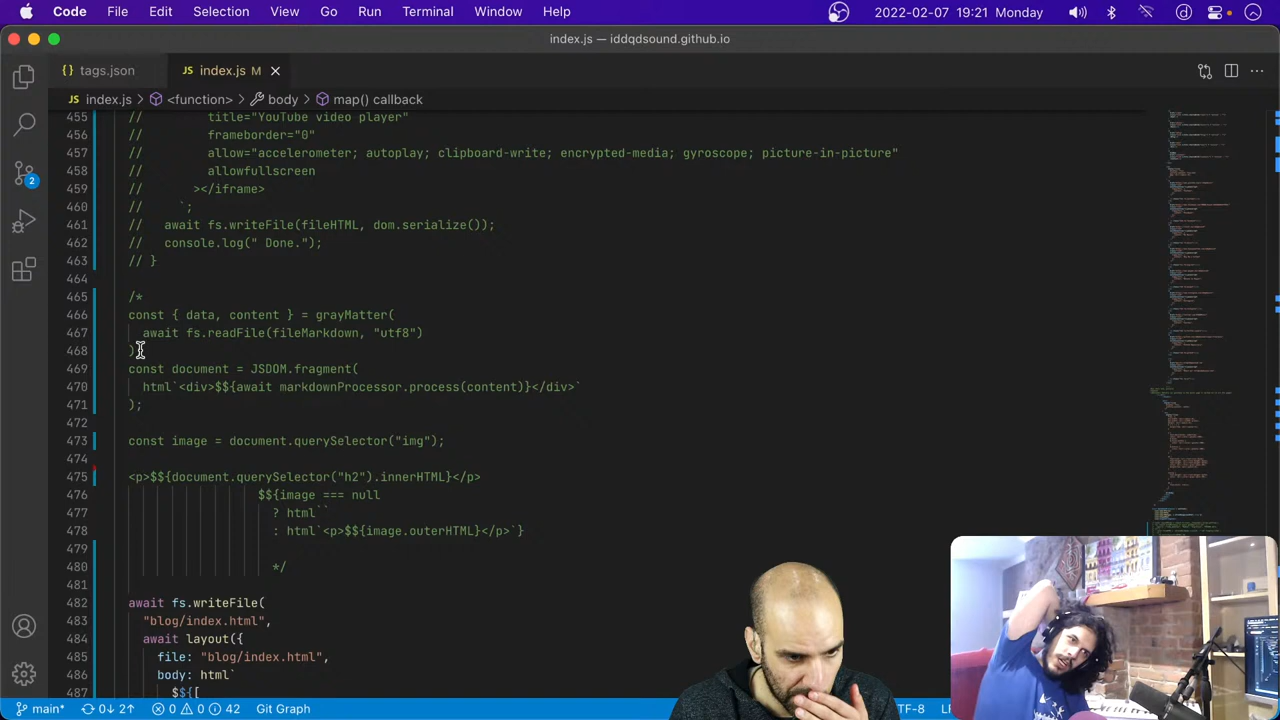 Code File Edit Selection View Go Run Terminal Window Help 2022-02-07 19:21 Monday
index.js — iddqdsound.github.io
{} tags.json JS index.js M
JS index.js > <function> > body > map() callback
455 // title="YouTube video player"
456 // frameborder="0"
457 // allow="accelerometer; autoplay; clipboard-write; encrypted-media; gyroscope; picture-in-picture"
458 // allowfullscreen
459 // ></iframe>
460 // `;
461 // await fs.writeFile(fileHTML, dom.serialize());
462 // console.log(" Done.");
463 // }
464
465 /*
466 const { data, content } = grayMatter(
467 await fs.readFile(fileMarkdown, "utf8")
468 )
469 const document = JSDOM.fragment(
470 html`<div>$${await markdownProcessor.process(content)}</div>`
471 );
472
473 const image = document.querySelector("img");
474
475 <p>$${document.querySelector("h2").innerHTML}</p>
476 $${image === null
477 ? html``
478 : html`<p>$${image.outerHTML}</p>`}
479
480 */
481
482 await fs.writeFile(
483 "blog/index.html",
484 await layout({
485 file: "blog/index.html",
486 body: html`
487 $${[
2
main* 0↓ 2↑ 0 0 42 Git Graph UTF-8